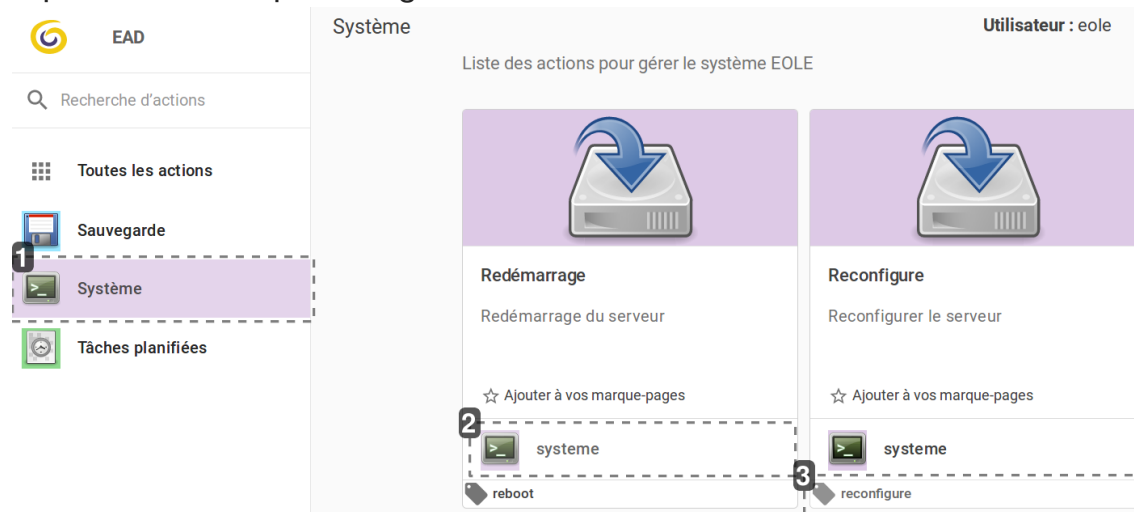 EAD
Système
Utilisateur : eole
Liste des actions pour gérer le système EOLE
Recherche d'actions
Toutes les actions
Sauvegarde
1
Système
Tâches planifiées
Redémarrage
Redémarrage du serveur
Ajouter à vos marque-pages
2
systeme
reboot
Reconfigure
Reconfigurer le serveur
Ajouter à vos marque-pages
systeme
3
reconfigure